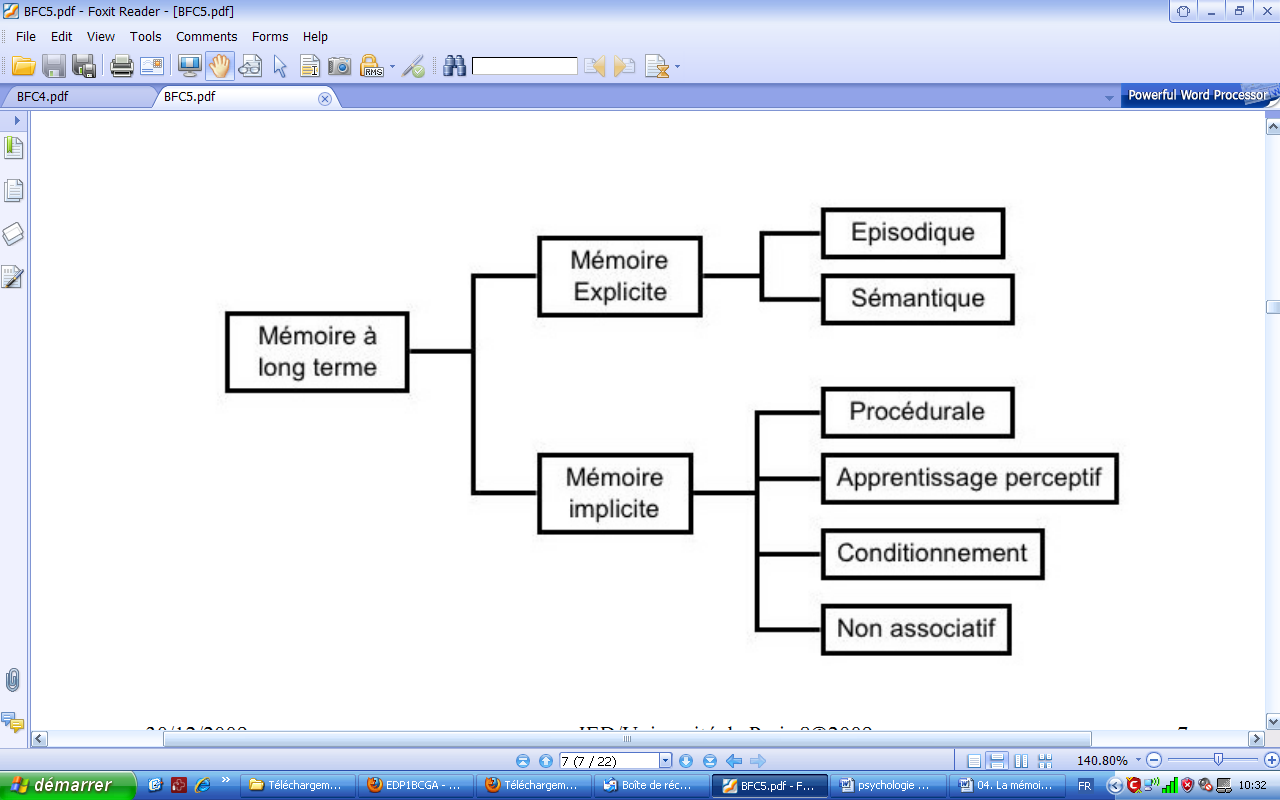 BFC5.pdf - Foxit Reader - [BFC5.pdf]
File Edit View Tools Comments Forms Help
RMS
BFC4.pdf
BFC5.pdf
Powerful Word Processor
Mémoire à
long terme
Mémoire
Explicite
Episodique
Sémantique
Mémoire
implicite
Procédurale
Apprentissage perceptif
Conditionnement
Non associatif
7 (7 / 22)
140.80%
démarrer
Téléchargem...
EDP1BCGA - ...
Téléchargem...
Boîte de réc...
BFC5.pdf - F...
psychologie ...
04. La mémoi...
FR
10:32